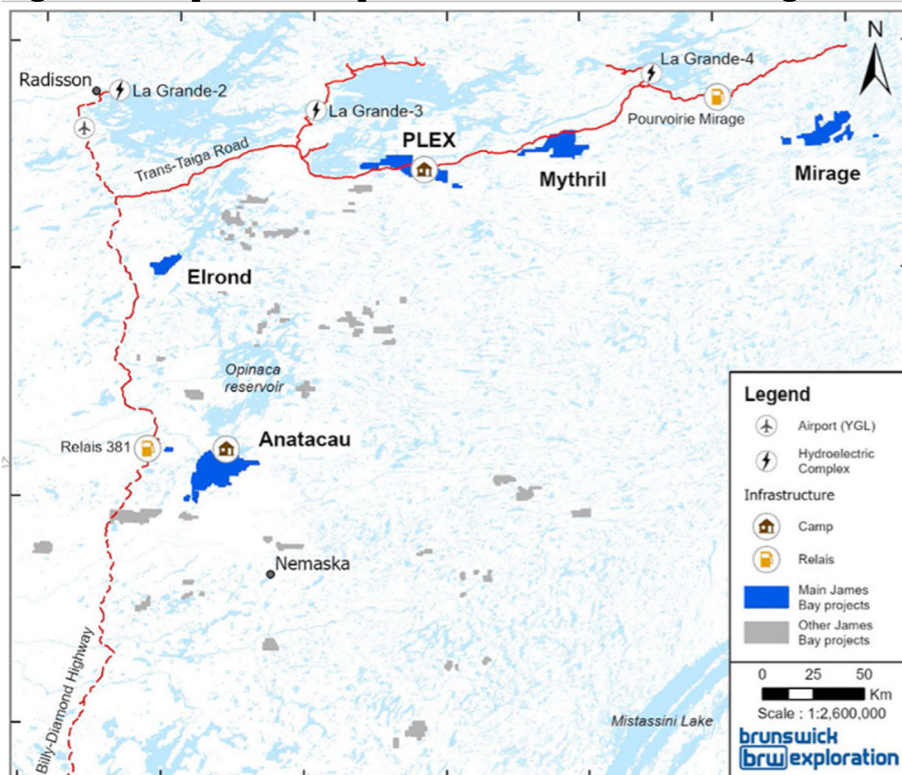 N
La Grande-4
Radisson
La Grande-2
La Grande-3
Pourvoirie Mirage
PLEX
Trans-Taiga Road
Mythril
Mirage
Elrond
Opinaca
reservoir
Relais 381
Anatacau
Nemaska
Billy-Diamond Highway
Mistassini Lake
Legend
Airport (YGL)
Hydroelectric
Complex
Infrastructure
Camp
Relais
Main James
Bay projects
Other James
Bay projects
0 25 50
Km
Scale : 1:2,600,000
brunswick
brw exploration